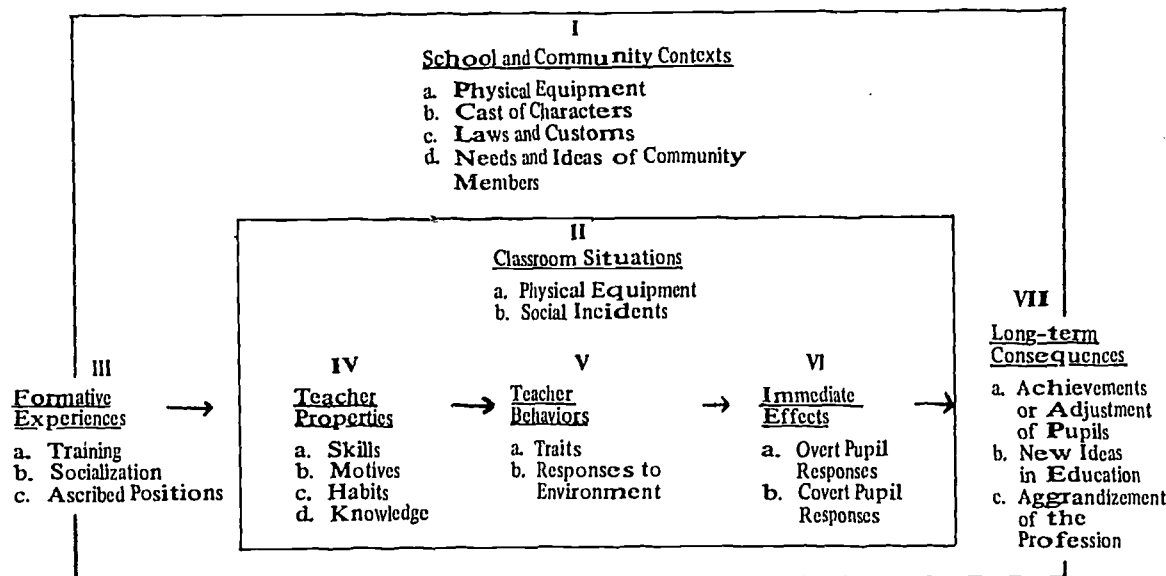 I
School and Community Contexts
a. Physical Equipment
b. Cast of Characters
c. Laws and Customs
d. Needs and Ideas of Community
Members
II
Classroom Situations
a. Physical Equipment
b. Social Incidents
III
Formative
Experiences
a. Training
b. Socialization
c. Ascribed Positions
IV
Teacher
Properties
a. Skills
b. Motives
c. Habits
d. Knowledge
V
Teacher
Behaviors
a. Traits
b. Responses to
Environment
VI
Immediate
Effects
a. Overt Pupil
Responses
b. Covert Pupil
Responses
VII
Long-term
Consequences
a. Achievements
or Adjustment
of Pupils
b. New Ideas
in Education
c. Aggrandizement
of the
Profession